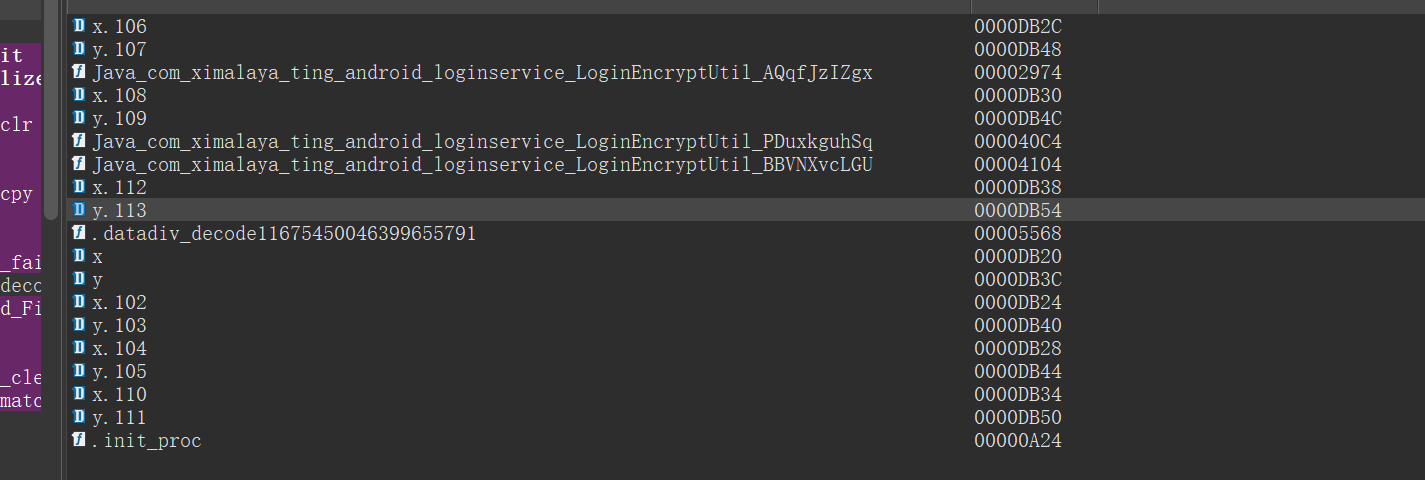 x.106 0000DB2C
y.107 0000DB48
it
Java_com_ximalaya_ting_android_loginservice_LoginEncryptUtil_AQqfJzIZgx 00002974
lize
x.108 0000DB30
y.109 0000DB4C
clr
Java_com_ximalaya_ting_android_loginservice_LoginEncryptUtil_PDuxkguhSq 000040C4
Java_com_ximalaya_ting_android_loginservice_LoginEncryptUtil_BBVNXvcLGU 00004104
cpy
x.112 0000DB38
y.113 0000DB54
.datadiv_decode11675450046399655791 00005568
_fai
x 0000DB20
deco
y 0000DB3C
d_Fi
x.102 0000DB24
y.103 0000DB40
x.104 0000DB28
_cle
y.105 0000DB44
matc
x.110 0000DB34
y.111 0000DB50
.init_proc 00000A24